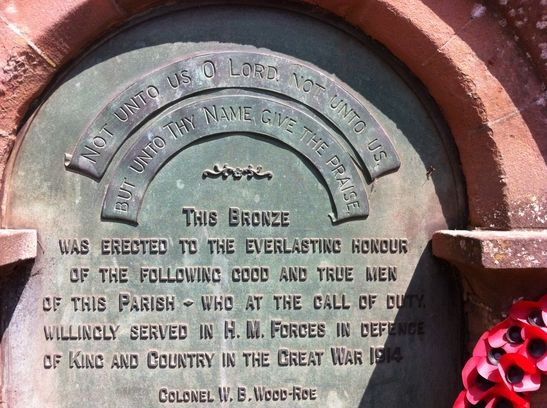 Not unto us O Lord, not unto us.
But unto Thy Name give the praise
This Bronze
was erected to the everlasting honour
of the following good and true men
of this Parish - who at the call of duty,
willingly served in H. M. Forces in defence
of King and Country in the Great War 1914
Colonel W. B. Wood-Roe